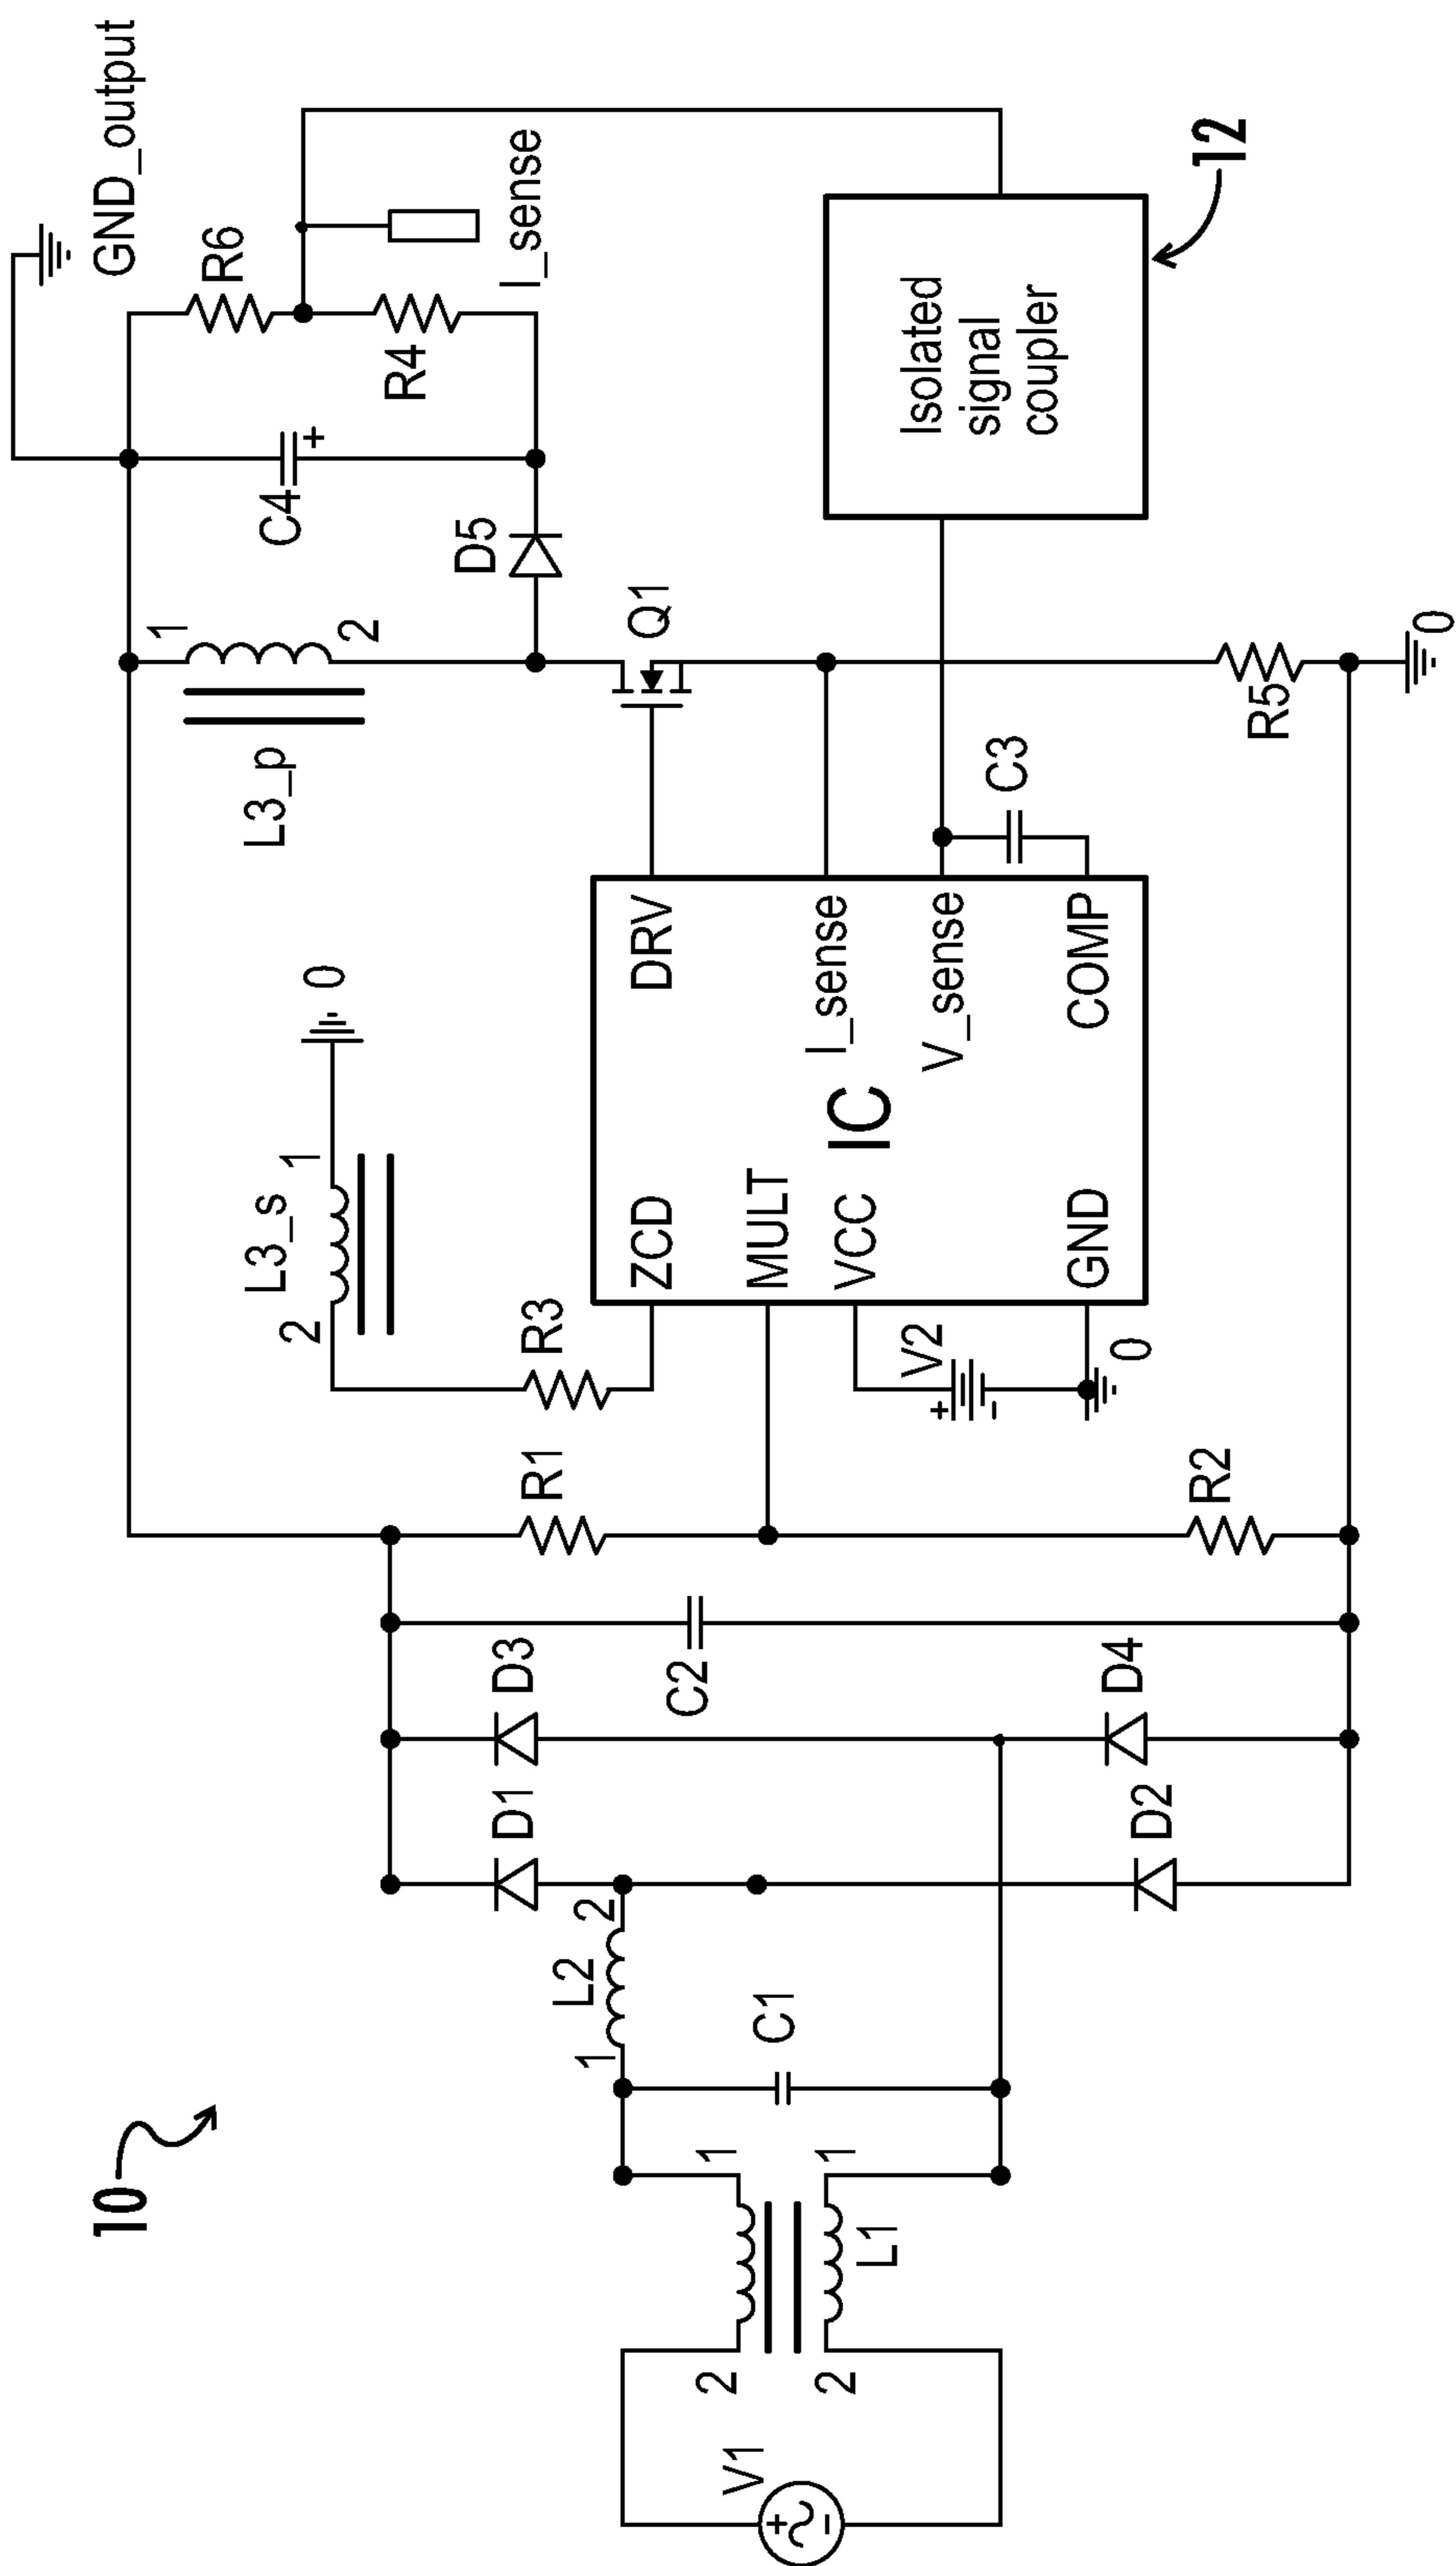 10
GND_output
L3_p
1
2
C4
+
R6
R4
I_sense
D5
Q1
L3_s
2
1
0
R3
ZCD
MULT
VCC
GND
IC
DRV
I_sense
V_sense
COMP
C3
Isolated
signal
coupler
12
R1
R2
V2
+
-
0
R5
0
D1
D3
C2
D2
D4
L2
1
2
C1
L1
2
1
2
1
V1
+
-